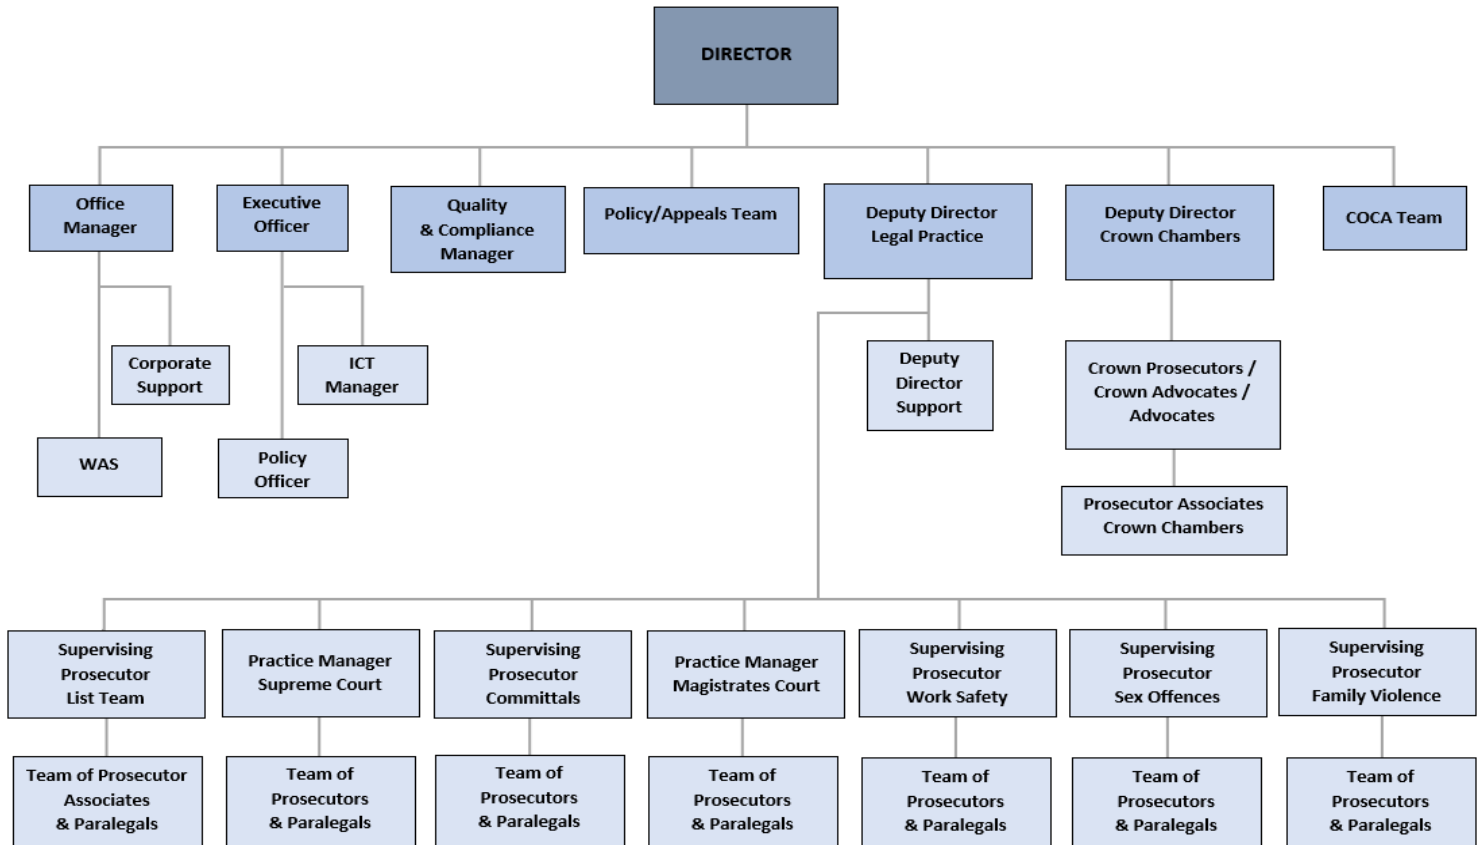 DIRECTOR
Office
Manager
Executive
Officer
Quality
& Compliance
Manager
Policy/Appeals Team
Deputy Director
Legal Practice
Deputy Director
Crown Chambers
COCA Team
Corporate
Support
ICT
Manager
Deputy
Director
Support
Crown Prosecutors /
Crown Advocates /
Advocates
WAS
Policy
Officer
Prosecutor Associates
Crown Chambers
Supervising
Prosecutor
List Team
Practice Manager
Supreme Court
Supervising
Prosecutor
Committals
Practice Manager
Magistrates Court
Supervising
Prosecutor
Work Safety
Supervising
Prosecutor
Sex Offences
Supervising
Prosecutor
Family Violence
Team of Prosecutor
Associates
& Paralegals
Team of
Prosecutors
& Paralegals
Team of
Prosecutors
& Paralegals
Team of
Prosecutors
& Paralegals
Team of
Prosecutors
& Paralegals
Team of
Prosecutors
& Paralegals
Team of
Prosecutors
& Paralegals